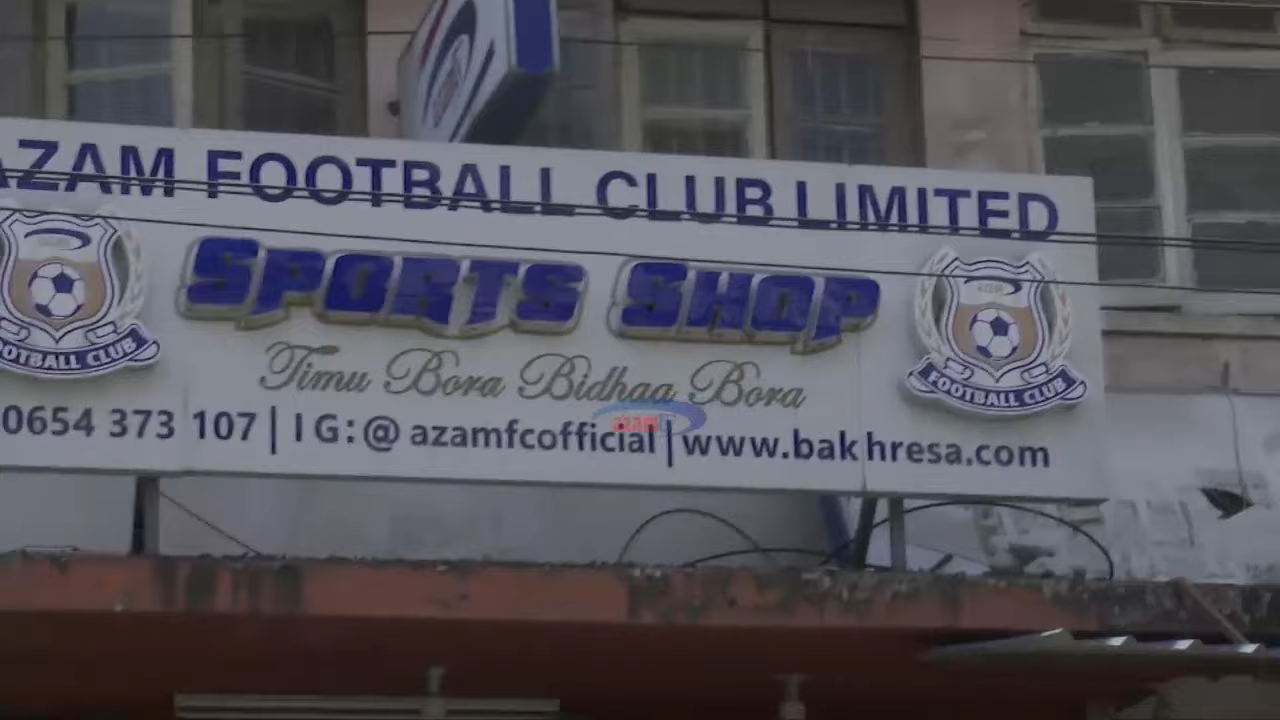 AZAM FOOTBALL CLUB LIMITED
SPORTS SHOP
Timu Bora Bidhaa Bora
0654 373 107 | IG:@ azamfcofficial | www.bakhresa.com
FOOTBALL CLUB
FOOTBALL CLUB
azam